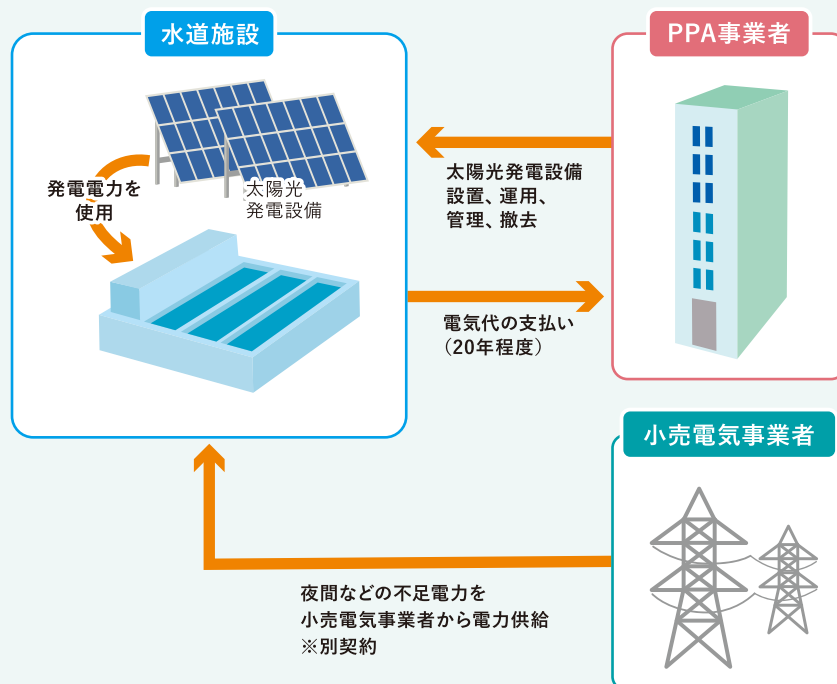 水道施設
PPA事業者
発電電力を
使用
太陽光
発電設備
太陽光発電設備
設置、運用、
管理、撤去
電気代の支払い
（20年程度）
小売電気事業者
夜間などの不足電力を
小売電気事業者から電力供給
※別契約